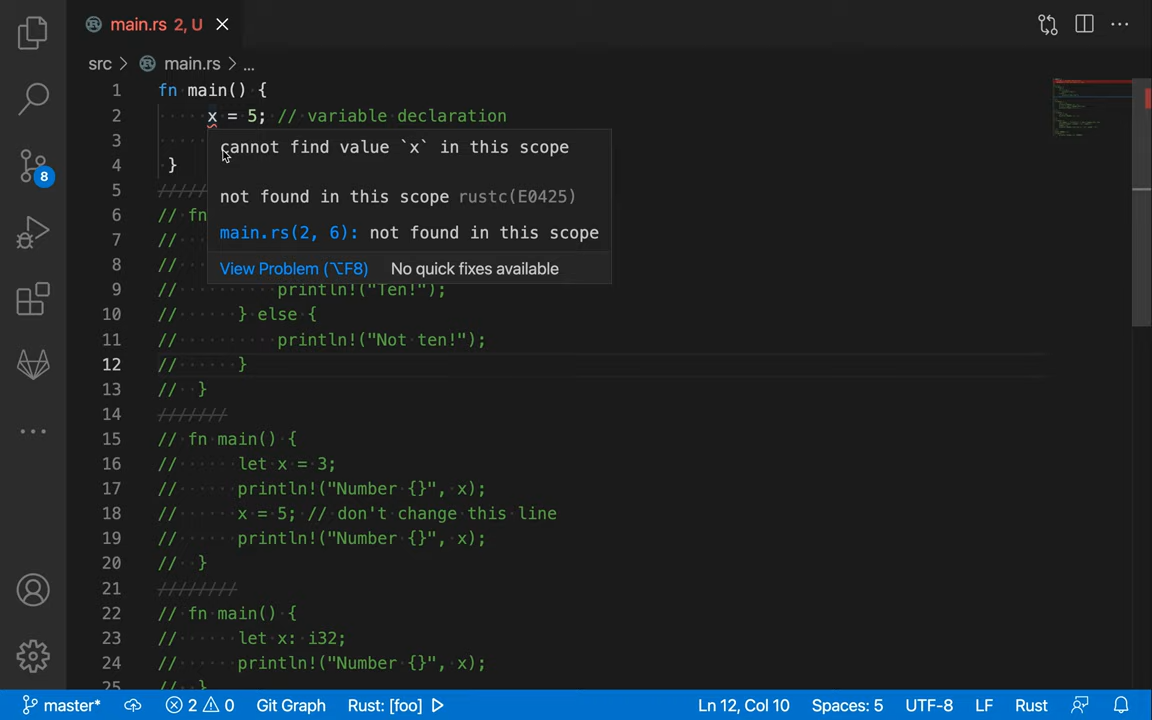 main.rs 2, U
src > main.rs > ...
1 fn main() {
2 x = 5; // variable declaration
3
cannot find value `x` in this scope
4 }
5 /////
not found in this scope rustc(E0425)
6 // fn
7 //
main.rs(2, 6): not found in this scope
8 //
View Problem (⌥F8) No quick fixes available
9 // println!("Ten!");
10 // } else {
11 // println!("Not ten!");
12 // }
13 // }
14 ///////
15 // fn main() {
16 // let x = 3;
17 // println!("Number {}", x);
18 // x = 5; // don't change this line
19 // println!("Number {}", x);
20 // }
21 ////////
22 // fn main() {
23 // let x: i32;
24 // println!("Number {}", x);
25 // }
8
master* 2 0 Git Graph Rust: [foo] Ln 12, Col 10 Spaces: 5 UTF-8 LF Rust